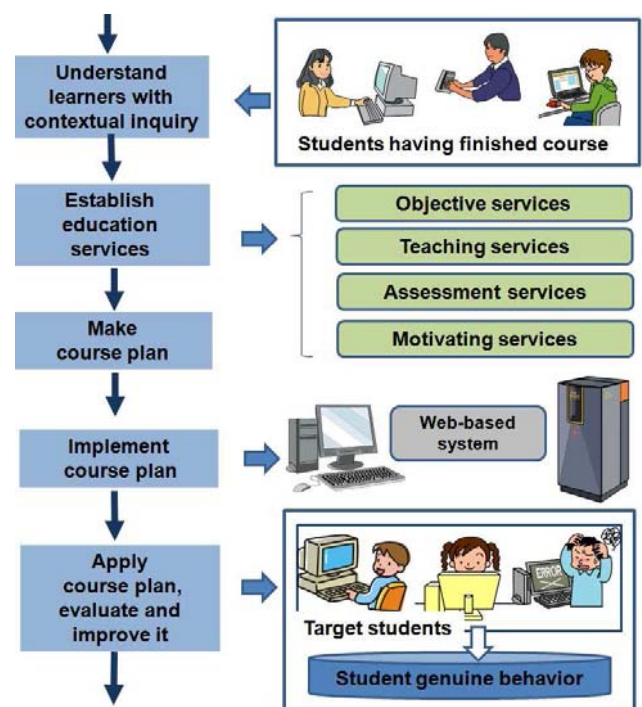 Understand
learners with
contextual inquiry
Students having finished course
Establish
education
services
Objective services
Teaching services
Assessment services
Motivating services
Make
course plan
Implement
course plan
Web-based
system
Apply
course plan,
evaluate and
improve it
ERROR
Target students
Student genuine behavior